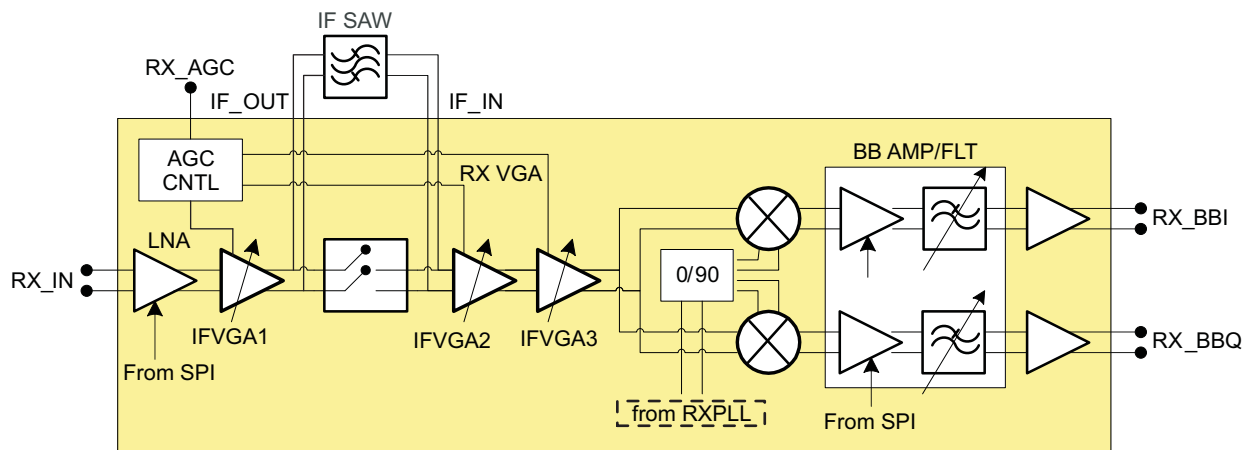 IF SAW
RX_AGC
IF_OUT
IF_IN
AGC
CNTL
RX VGA
BB AMP/FLT
LNA
RX_IN
RX_BBI
0/90
IFVGA1
IFVGA2
IFVGA3
RX_BBQ
From SPI
from RXPLL
From SPI